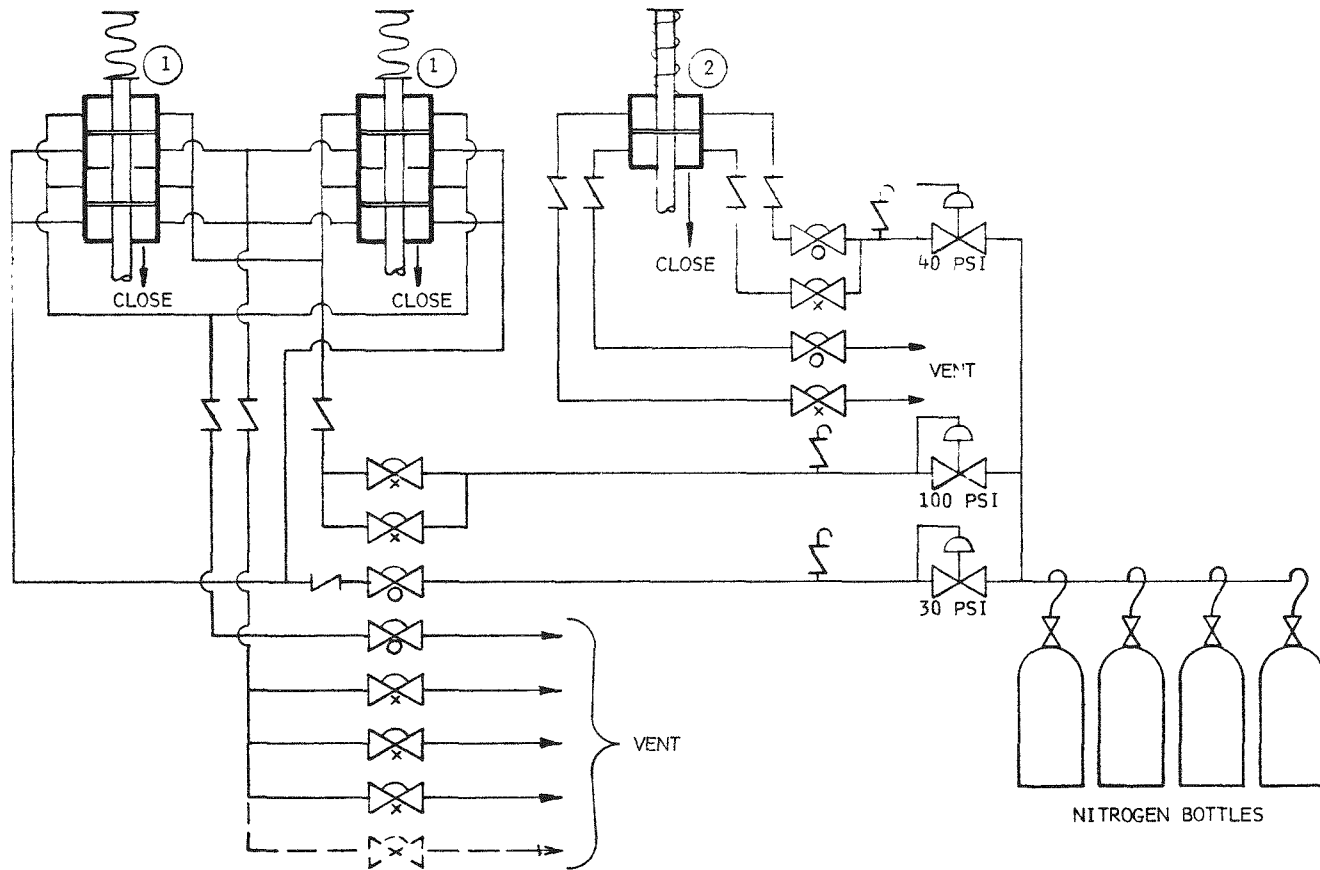 1
1
2
CLOSE
CLOSE
CLOSE
40 PSI
VENT
100 PSI
30 PSI
VENT
NITROGEN BOTTLES